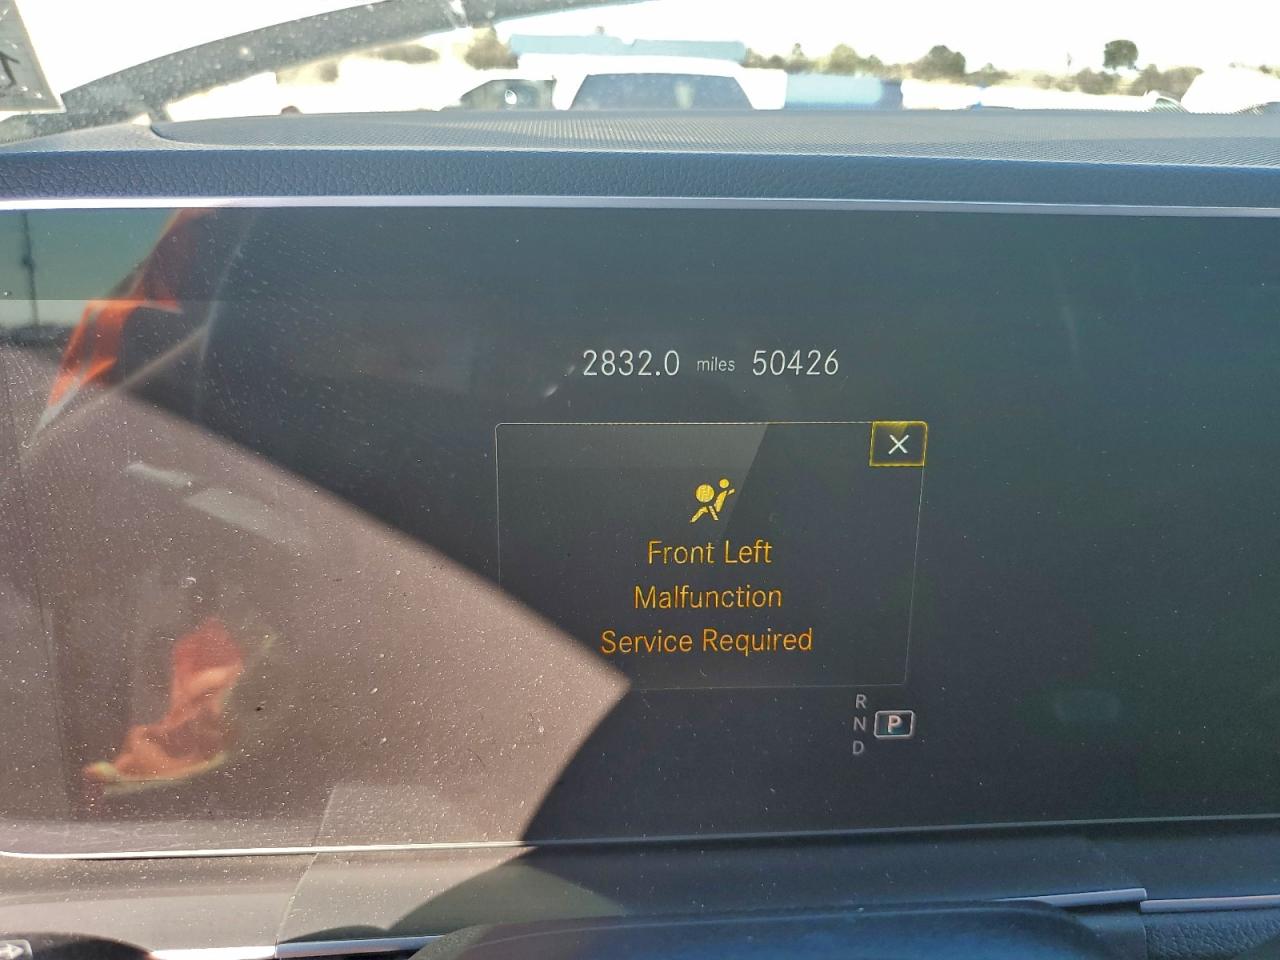 2832.0 miles 50426
X
Front Left
Malfunction
Service Required
R
N P
D